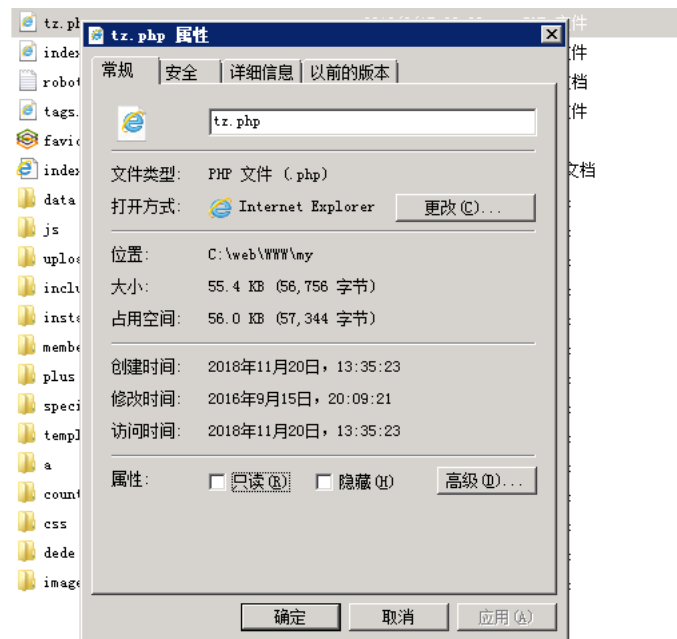 tz.php
tz.php 属性
index
件
robot
档
常规 安全 详细信息 以前的版本
tags.
件
tz.php
favic
index
文档
文件类型: PHP 文件 (.php)
data
打开方式: Internet Explorer 更改(C)...
js
位置: C:\web\WWW\my
uploa
大小: 55.4 KB (56,756 字节)
inclu
占用空间: 56.0 KB (57,344 字节)
insta
membe
创建时间: 2018年11月20日，13:35:23
plus
修改时间: 2016年9月15日，20:09:21
speci
访问时间: 2018年11月20日，13:35:23
templ
a
属性: 只读(R) 隐藏(H) 高级(D)...
count
css
dede
image
确定 取消 应用(A)